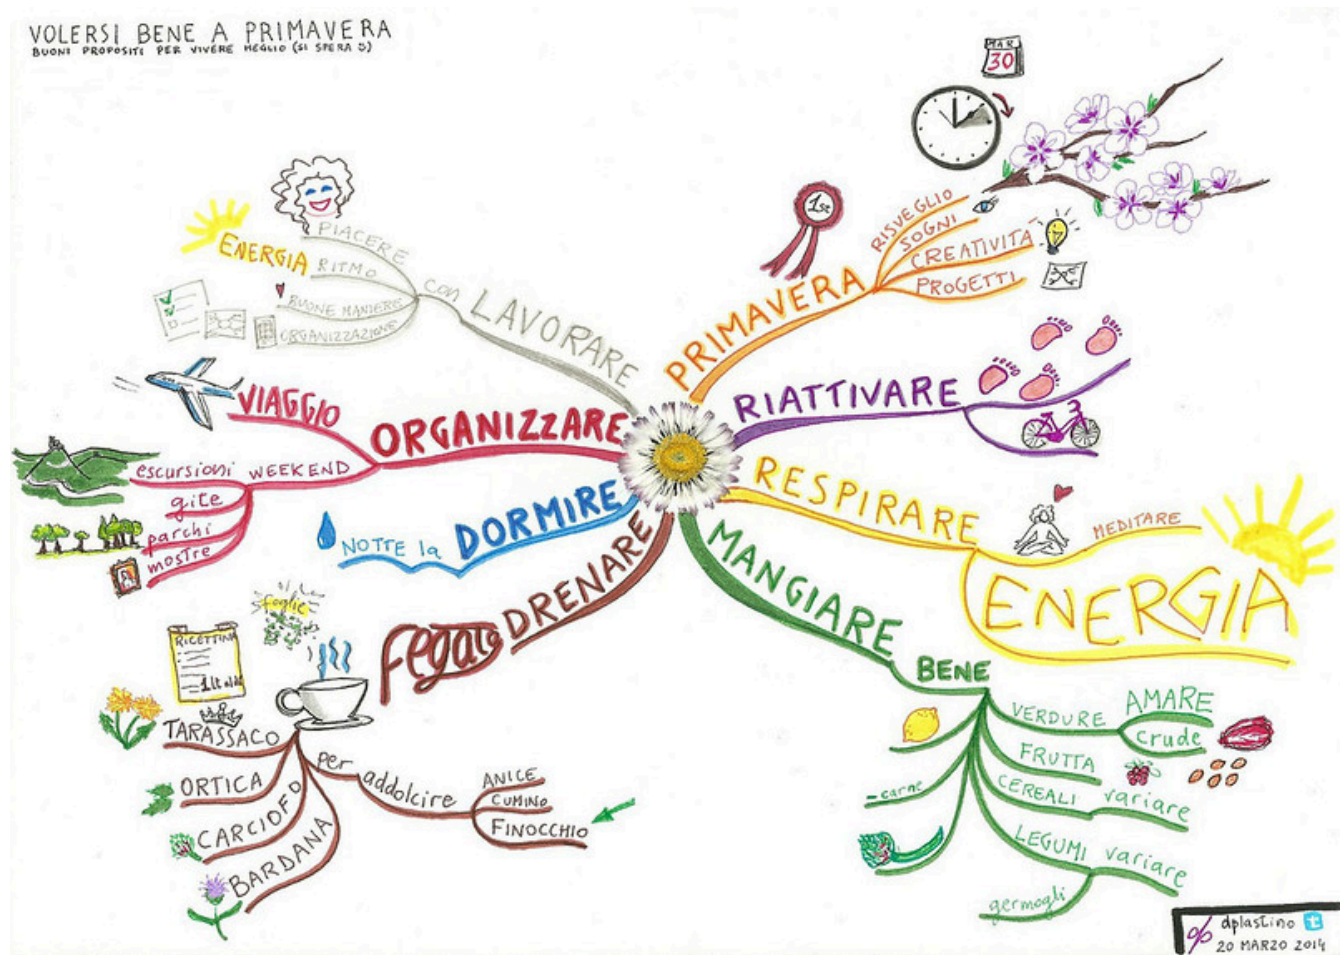 VOLERSI BENE A PRIMAVERA
BUONI PROPOSITI PER VIVERE MEGLIO (SI SPERA :)
MAR
30
1st
PRIMAVERA
RISVEGLIO
SOGNI
CREATIVITÀ
PROGETTI
RIATTIVARE
RESPIRARE
MEDITARE
ENERGIA
MANGIARE
BENE
VERDURE
AMARE
crude
FRUTTA
CEREALI variare
LEGUMI variare
germogli
- carne
DRENARE
fegato
foglie
RICETTINA
TARASSACO
ORTICA
CARCIOFO
BARDANA
per addolcire
ANICE
CUMINO
FINOCCHIO
DORMIRE
NOTTE la
ORGANIZZARE
VIAGGIO
WEEKEND
escursioni
gite
parchi
mostre
LAVORARE
con
PIACERE
ENERGIA
RITMO
BUONE MANIERE
ORGANIZZAZIONE
dplastino
20 MARZO 2014